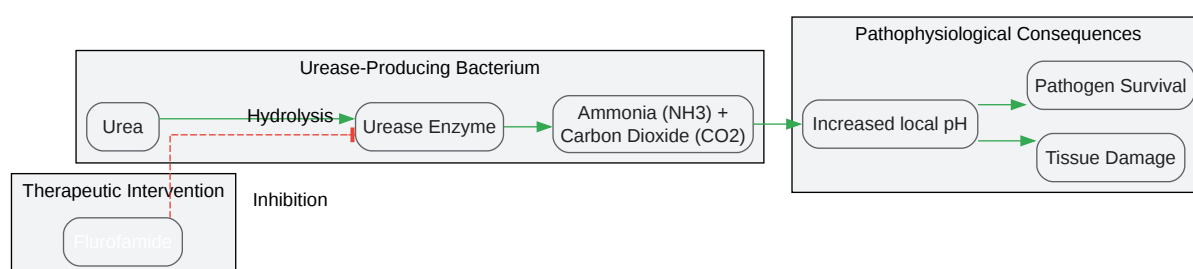 Pathophysiological Consequences
Urease-Producing Bacterium
Pathogen Survival
Urea
Hydrolysis
Urease Enzyme
Ammonia (NH3) +
Carbon Dioxide (CO2)
Increased local pH
Tissue Damage
Therapeutic Intervention
Inhibition
Flurofamide